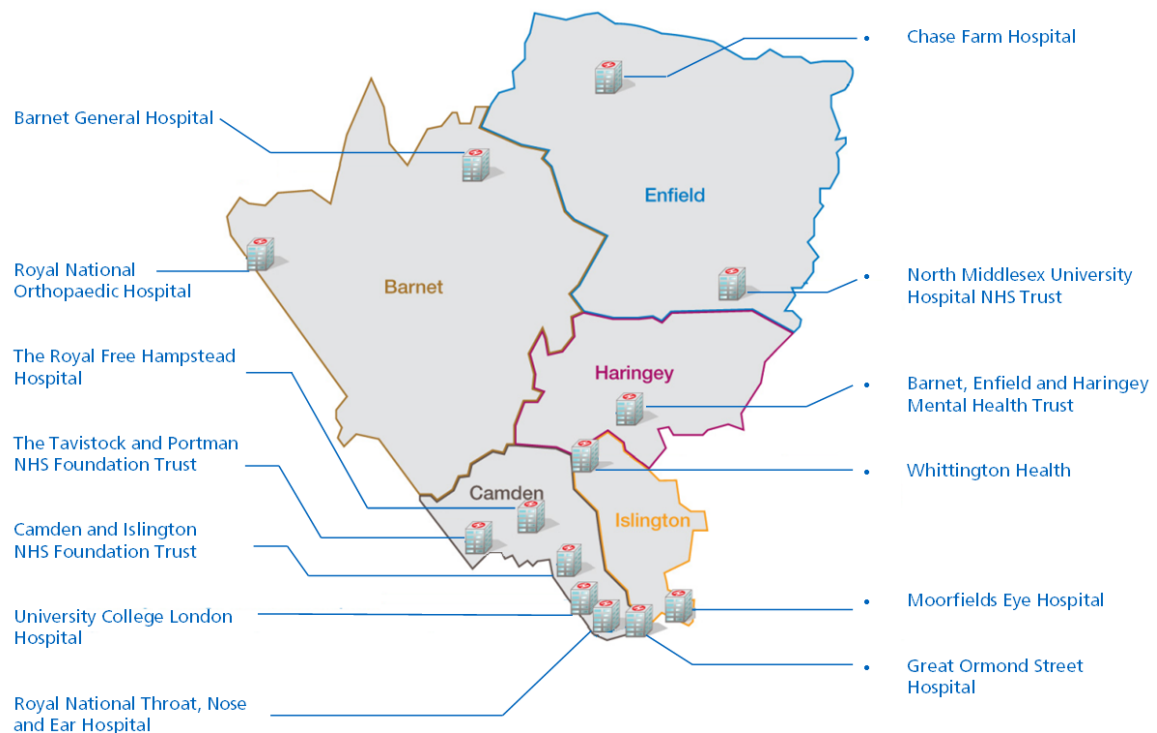 Chase Farm Hospital
Barnet General Hospital
Enfield
Royal National
Orthopaedic Hospital
Barnet
North Middlesex University
Hospital NHS Trust
The Royal Free Hampstead
Hospital
Haringey
Barnet, Enfield and Haringey
Mental Health Trust
The Tavistock and Portman
NHS Foundation Trust
Whittington Health
Camden
Islington
Camden and Islington
NHS Foundation Trust
University College London
Hospital
Moorfields Eye Hospital
Great Ormond Street
Hospital
Royal National Throat, Nose
and Ear Hospital